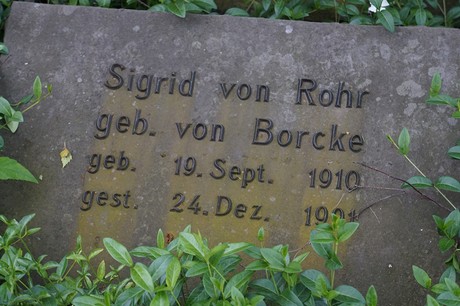 Sigrid von Rohr
geb. von Borcke
geb. 19. Sept. 1910
gest. 24. Dez.